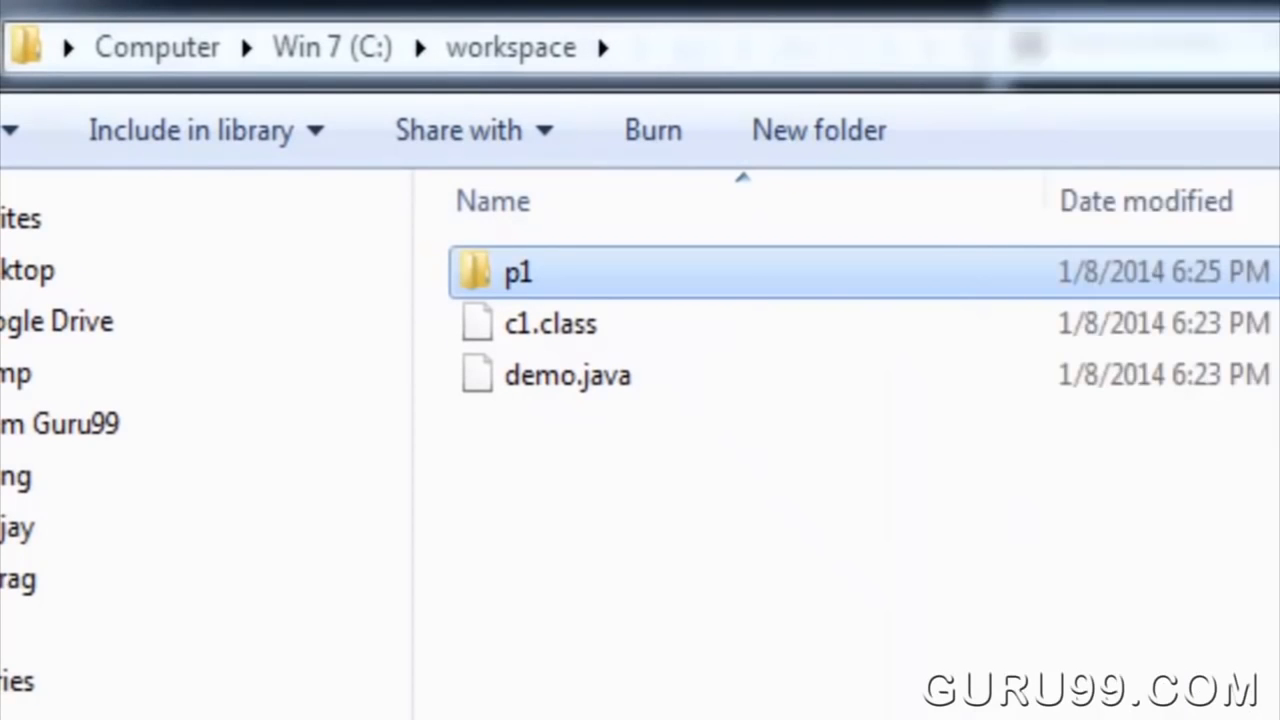 Computer Win 7 (C:) workspace
Include in library Share with Burn New folder
Name Date modified
ites
ktop
ogle Drive
mp
m Guru99
ng
jay
rag
ries
p1 1/8/2014 6:25 PM
c1.class 1/8/2014 6:23 PM
demo.java 1/8/2014 6:23 PM
GURU99.COM